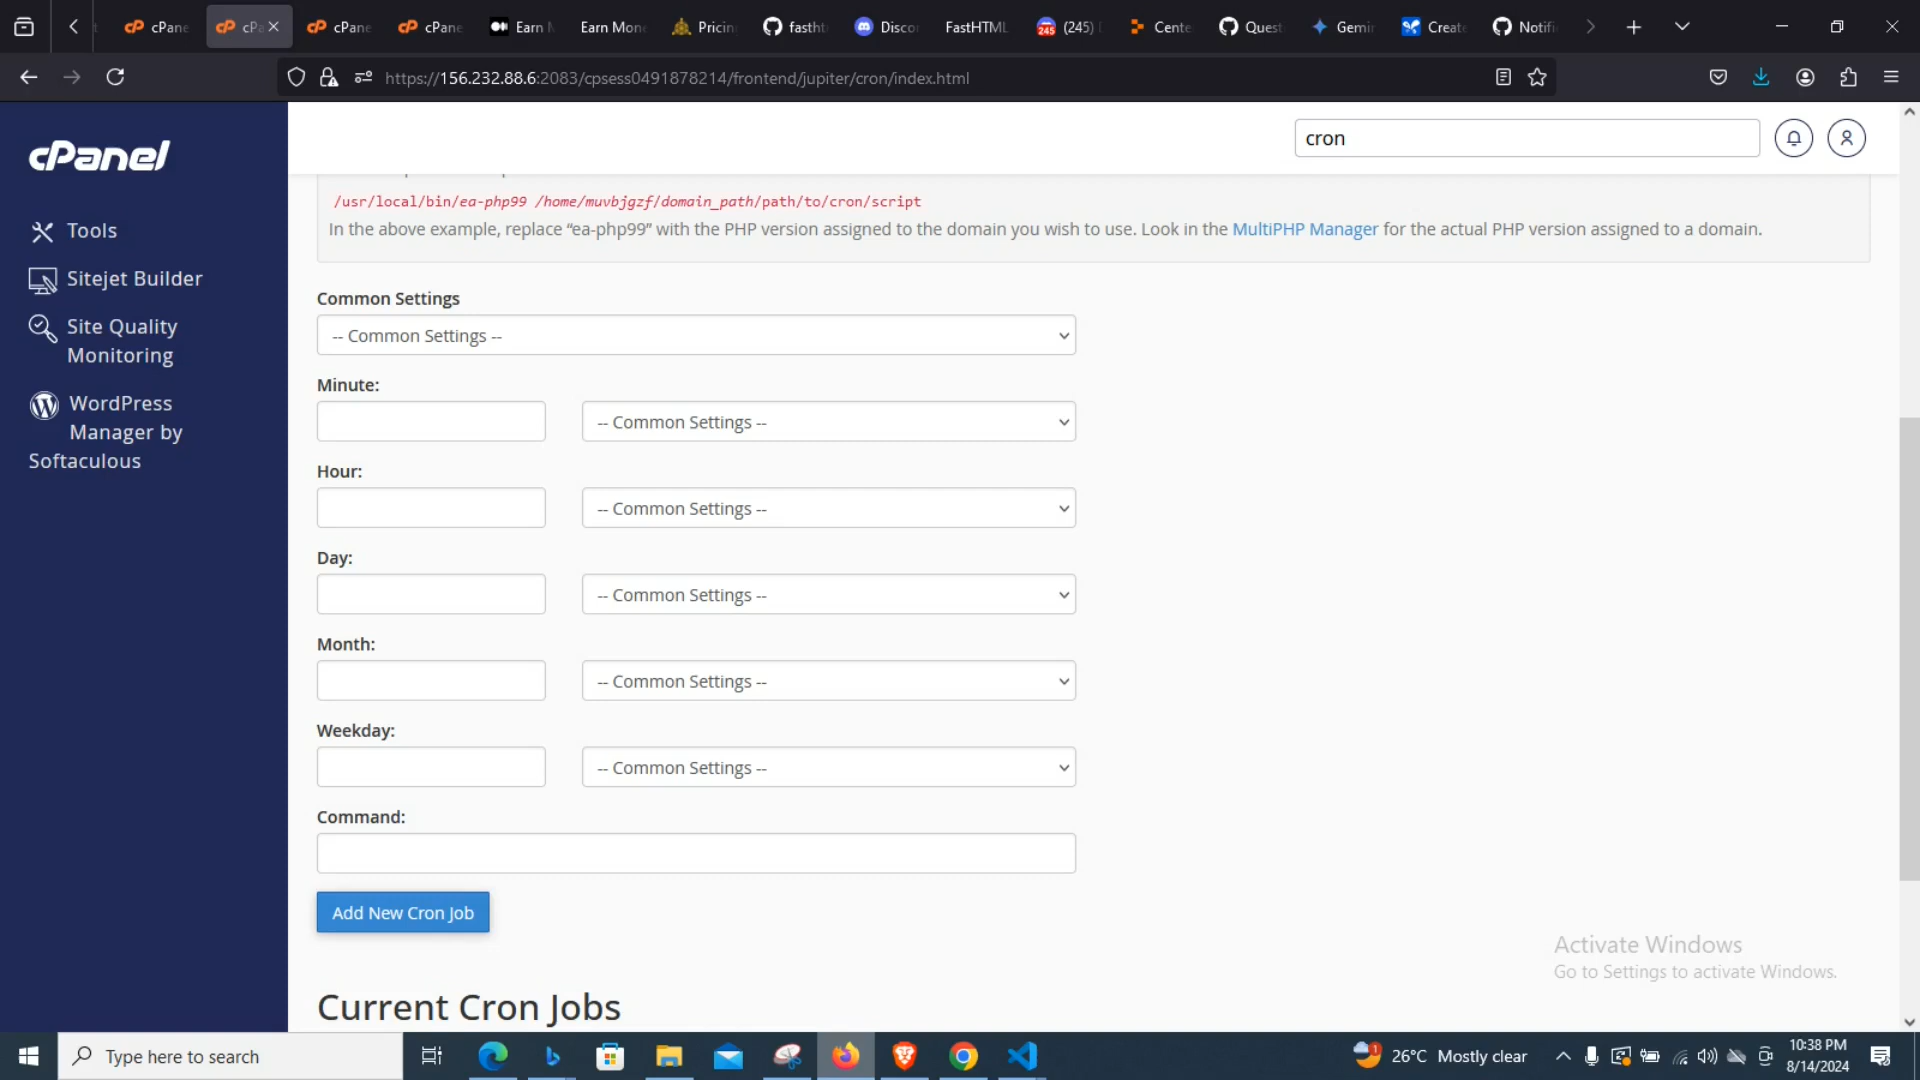 cPane
cPa
cPane
cPane
Earn
Earn Mone
Pricin
fastht
Disco
FastHTML
245
(245)
Cente
Quest
Gemin
Create
Notifi
https://156.232.88.6:2083/cpsess0491878214/frontend/jupiter/cron/index.html
cPanel
cron
Tools
Sitejet Builder
Site Quality
Monitoring
WordPress
Manager by
Softaculous
/usr/local/bin/ea-php99 /home/muvbjgzf/domain_path/path/to/cron/script
In the above example, replace “ea-php99” with the PHP version assigned to the domain you wish to use. Look in the MultiPHP Manager for the actual PHP version assigned to a domain.
Common Settings
-- Common Settings --
Minute:
-- Common Settings --
Hour:
-- Common Settings --
Day:
-- Common Settings --
Month:
-- Common Settings --
Weekday:
-- Common Settings --
Command:
Add New Cron Job
Current Cron Jobs
Activate Windows
Go to Settings to activate Windows.
Type here to search
1
26°C Mostly clear
10:38 PM
8/14/2024